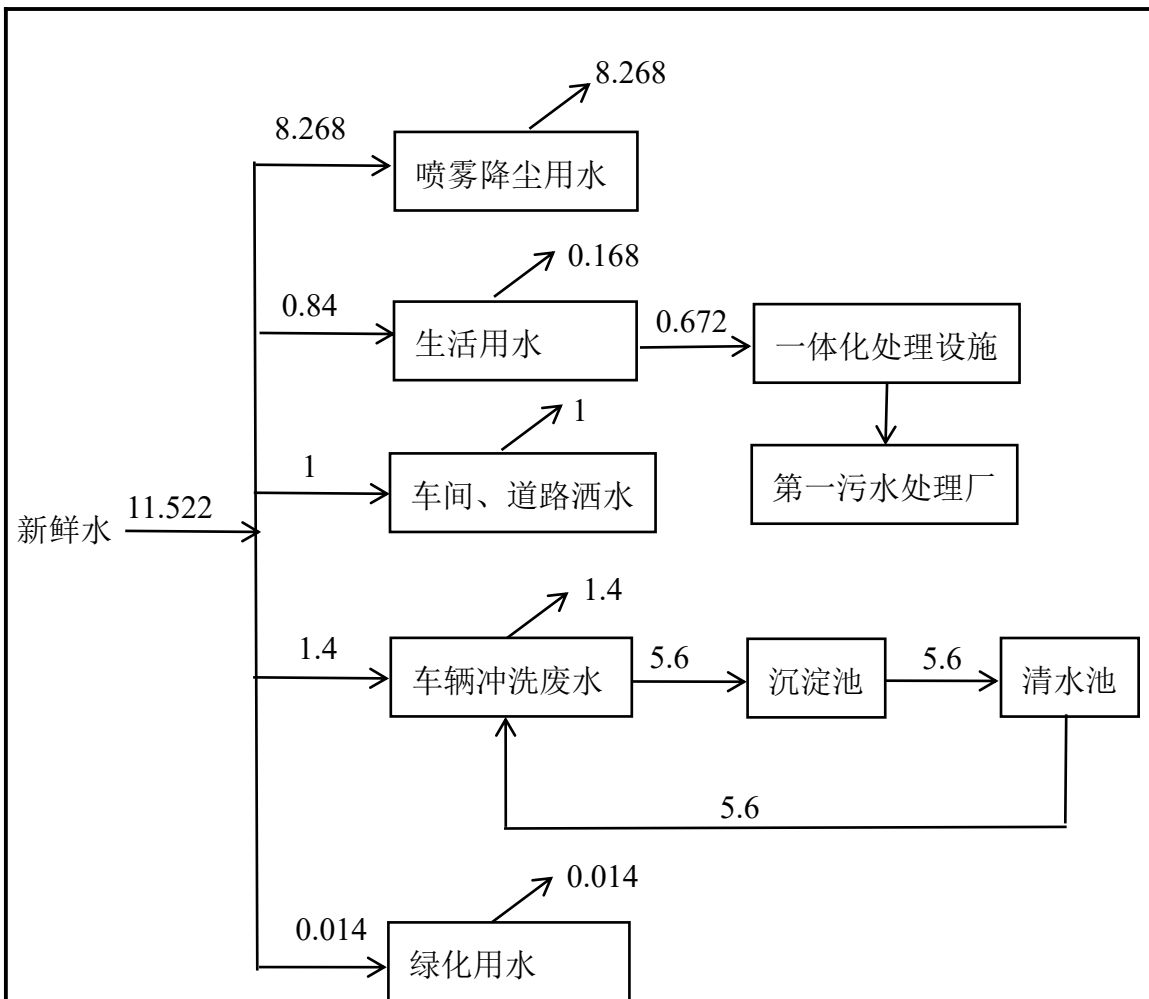 8.268
8.268
喷雾降尘用水
0.168
0.84
生活用水
0.672
一体化处理设施
1
1
车间、道路洒水
第一污水处理厂
新鲜水
11.522
1.4
1.4
车辆冲洗废水
5.6
沉淀池
5.6
清水池
5.6
0.014
0.014
绿化用水